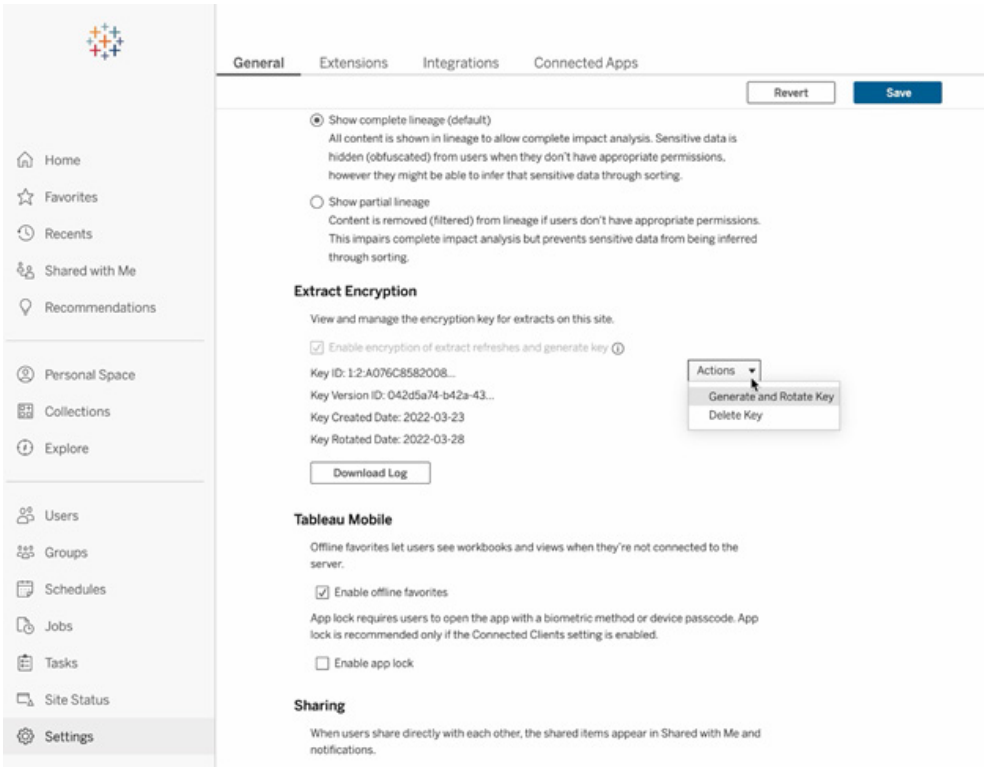 General
Extensions
Integrations
Connected Apps
Revert
Save
Home
Favorites
Recents
Shared with Me
Recommendations
Personal Space
Collections
Explore
Users
Groups
Schedules
Jobs
Tasks
Site Status
Settings
Show complete lineage (default)
All content is shown in lineage to allow complete impact analysis. Sensitive data is
hidden (obfuscated) from users when they don't have appropriate permissions,
however they might be able to infer that sensitive data through sorting.
Show partial lineage
Content is removed (filtered) from lineage if users don't have appropriate permissions.
This impairs complete impact analysis but prevents sensitive data from being inferred
through sorting.
Extract Encryption
View and manage the encryption key for extracts on this site.
Enable encryption of extract refreshes and generate key
Key ID: 1:2:A076C8582008...
Key Version ID: 042d5a74-b42a-43...
Key Created Date: 2022-03-23
Key Rotated Date: 2022-03-28
Actions
Generate and Rotate Key
Delete Key
Download Log
Tableau Mobile
Offline favorites let users see workbooks and views when they're not connected to the
server.
Enable offline favorites
App lock requires users to open the app with a biometric method or device passcode. App
lock is recommended only if the Connected Clients setting is enabled.
Enable app lock
Sharing
When users share directly with each other, the shared items appear in Shared with Me and
notifications.